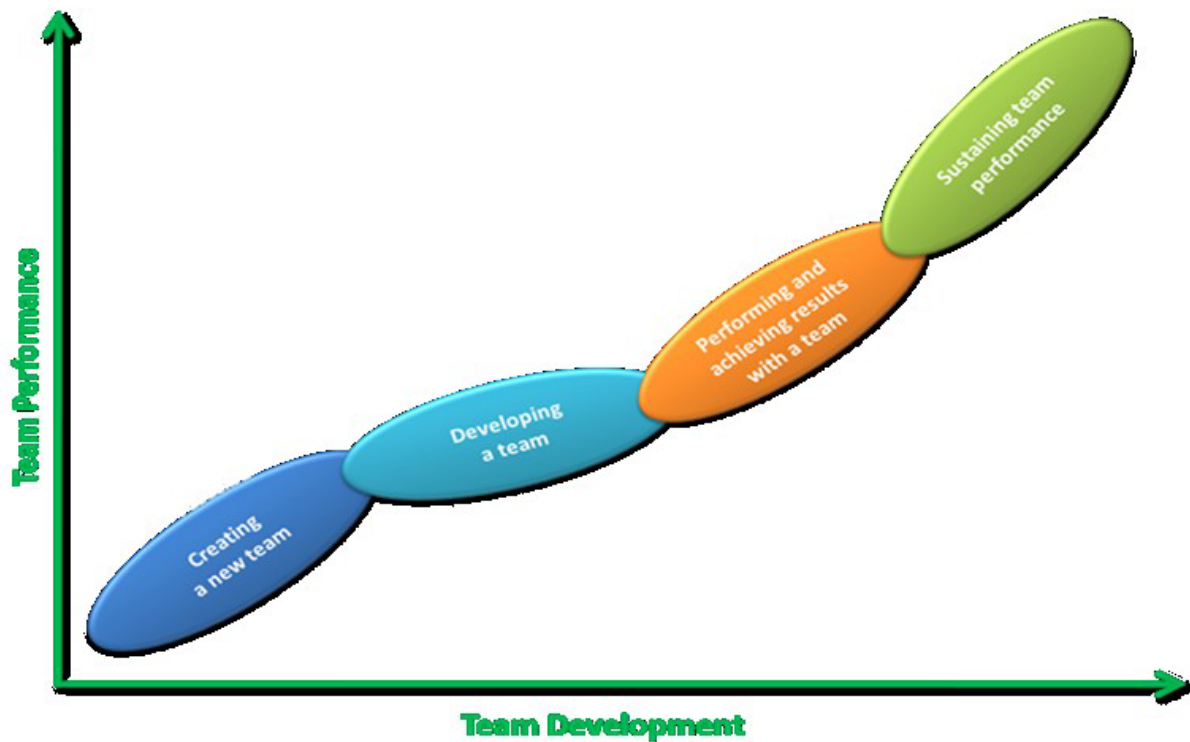 Team Performance
Sustaining team
performance
Performing and
achieving results
with a team
Developing
a team
Creating
a new team
Team Development